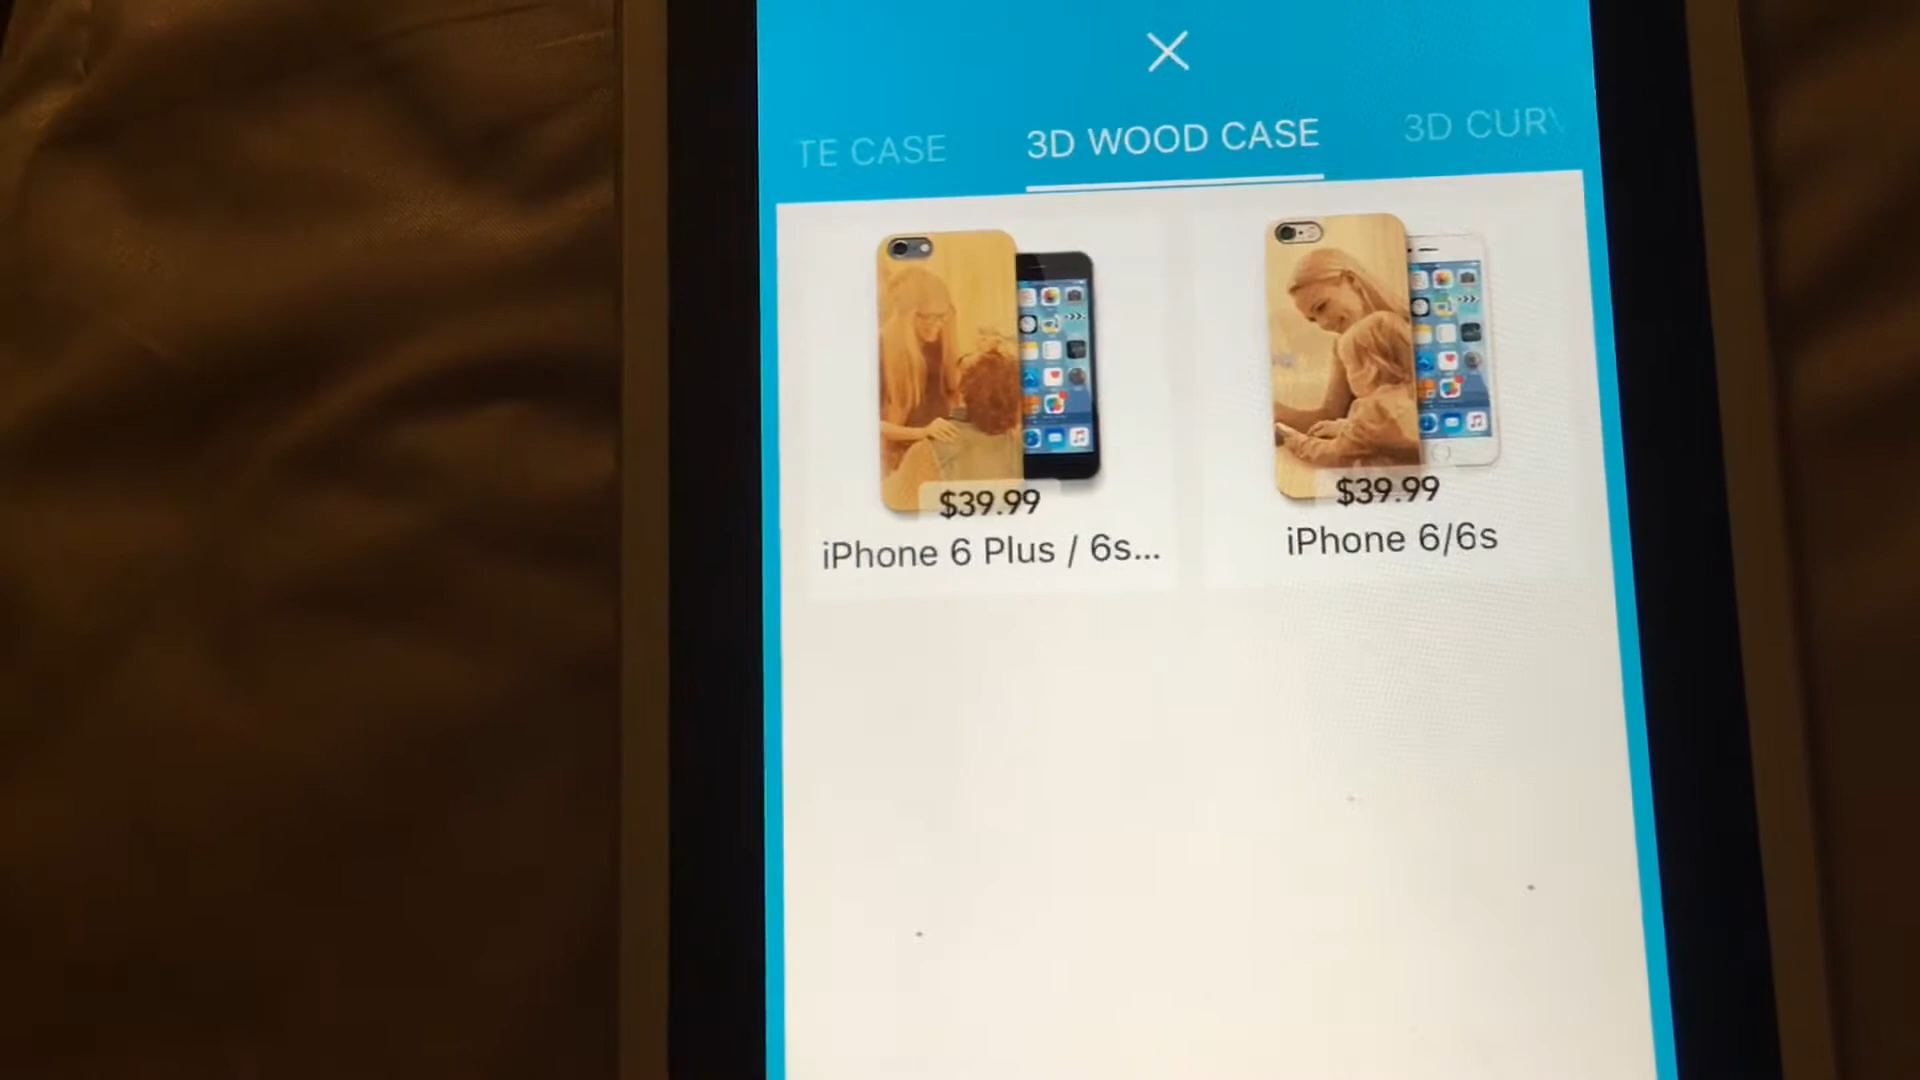 TE CASE
3D WOOD CASE
3D CURV
$39.99
iPhone 6 Plus / 6s...
$39.99
iPhone 6/6s